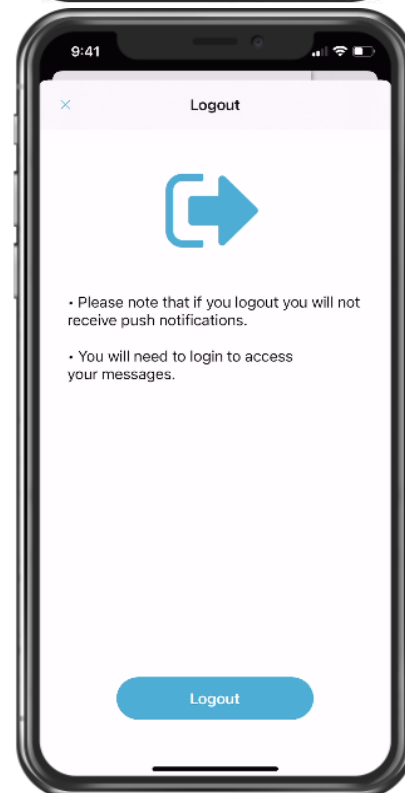 9:41
Logout
• Please note that if you logout you will not
receive push notifications.
• You will need to login to access
your messages.
Logout